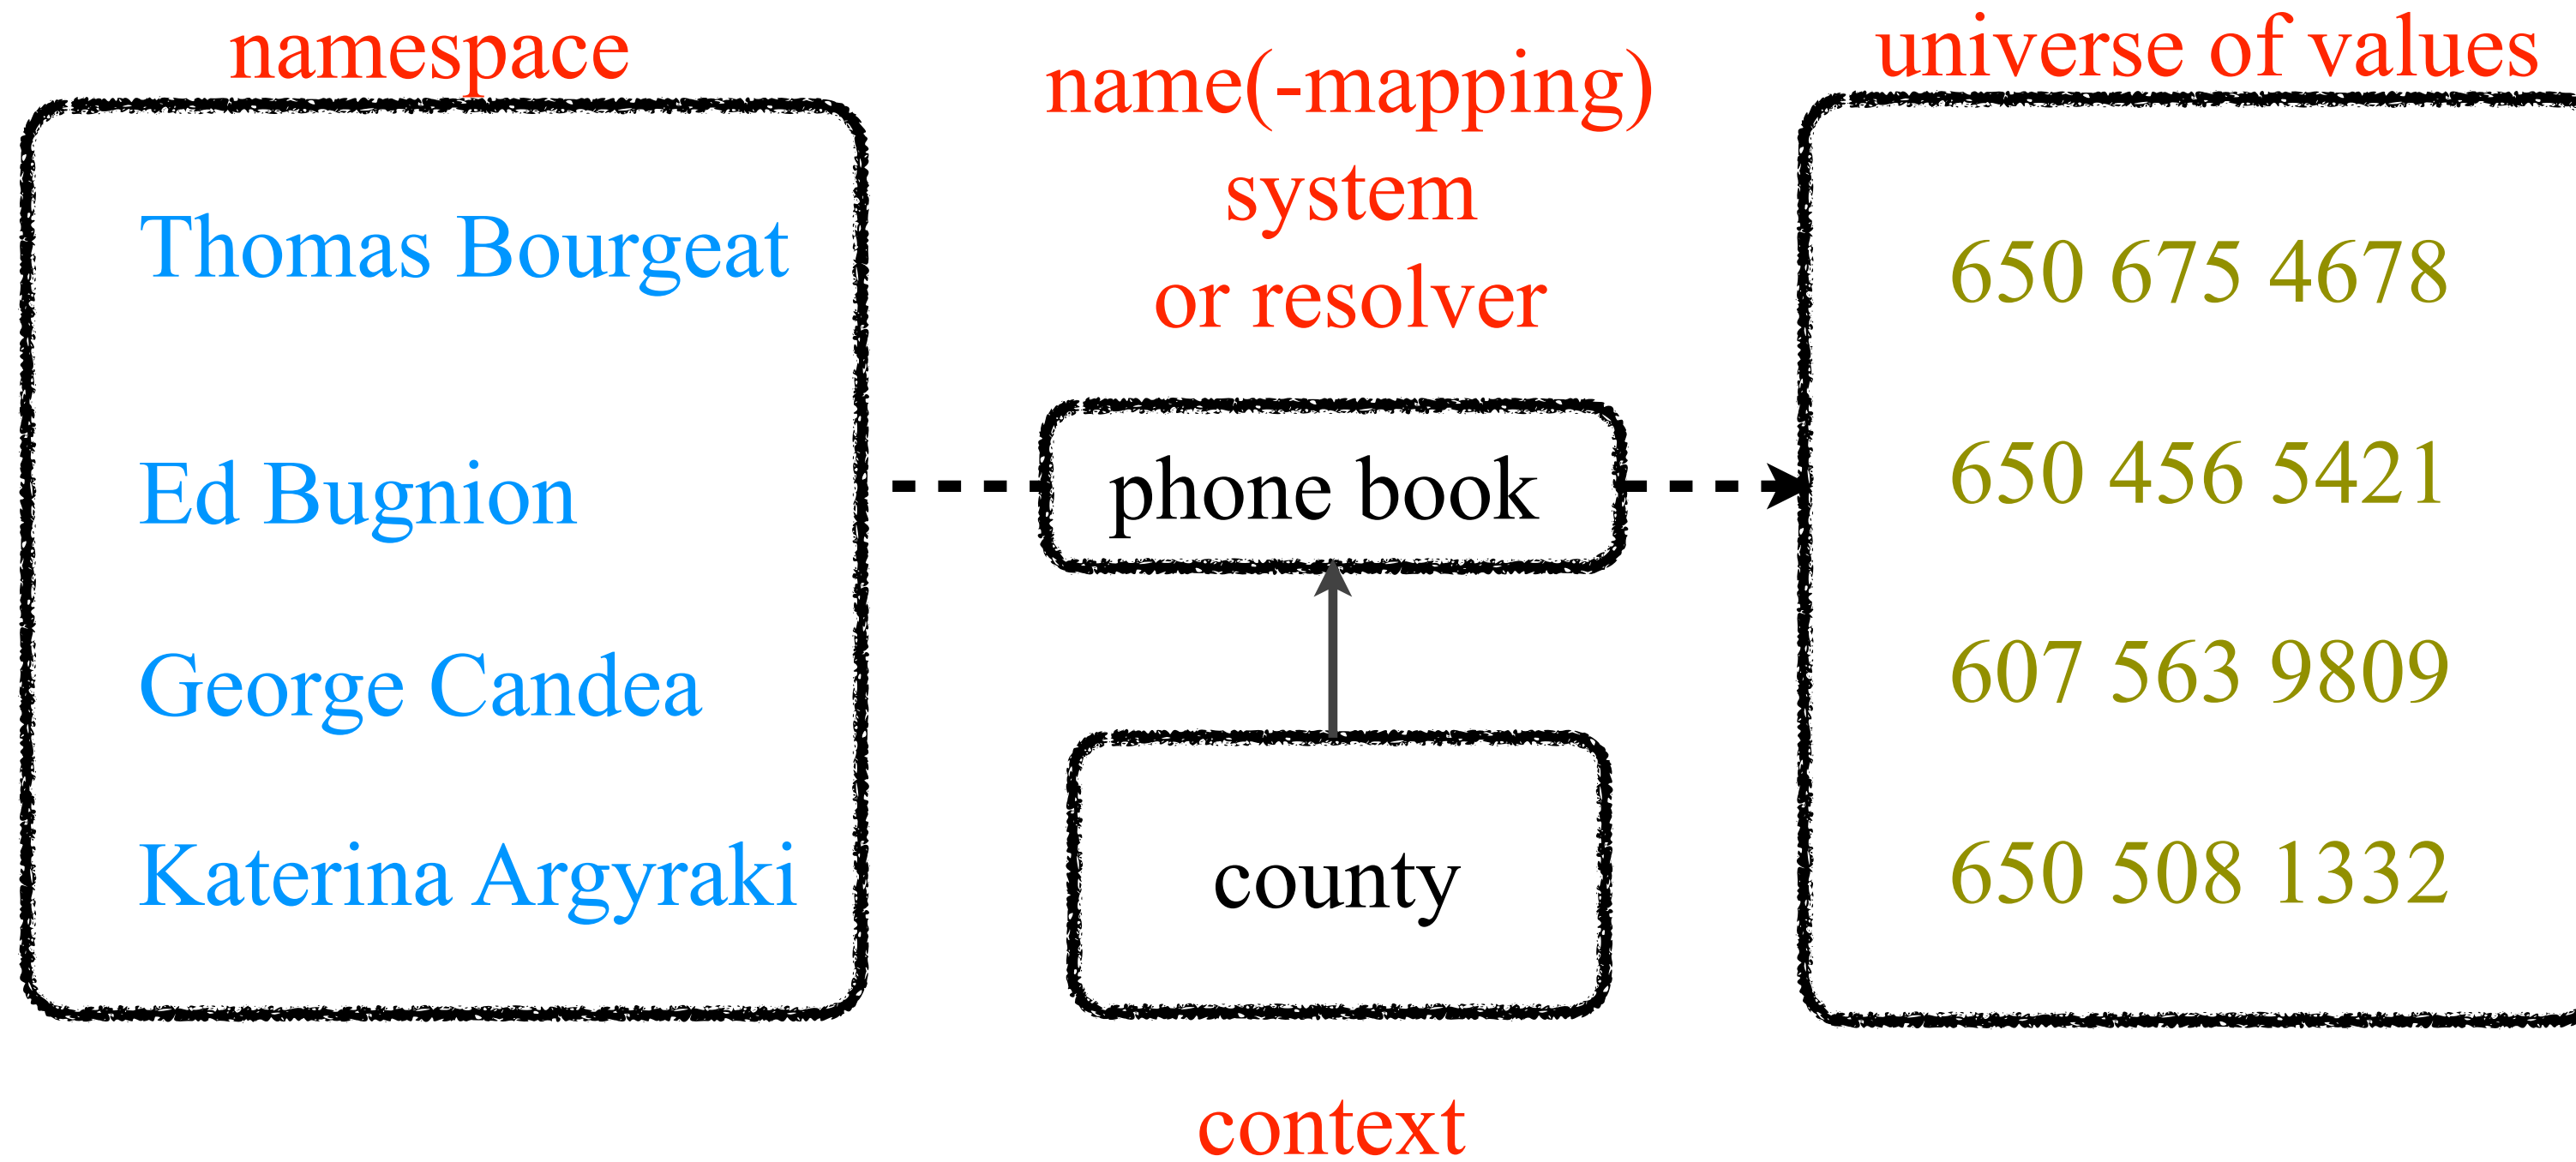 namespace
Thomas Bourgeat
Ed Bugnion
George Candea
Katerina Argyraki
name(-mapping)
system
or resolver
phone book
county
context
universe of values
650 675 4678
650 456 5421
607 563 9809
650 508 1332